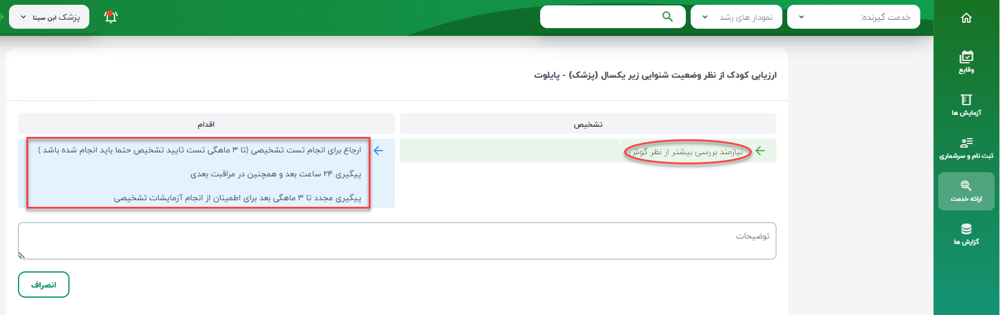 خدمت گیرنده:
نمودار های رشد
پزشک ابن سینا
وقایع
آزمایش ها
ثبت نام و سرشماری
ارائه خدمت
گزارش ها
ارزیابی کودک از نظر وضعیت شنوایی زیر یکسال (پزشک) - پایلوت
تشخیص
نیازمند بررسی بیشتر از نظر گوش
اقدام
ارجاع برای انجام تست تشخیصی (تا ۳ ماهگی تست تایید تشخیص حتما باید انجام شده باشد )
پیگیری ۲۴ ساعت بعد و همچنین در مراقبت بعدی
پیگیری مجدد تا ۳ ماهگی بعد برای اطمینان از انجام آزمایشات تشخیصی
توضیحات
انصراف